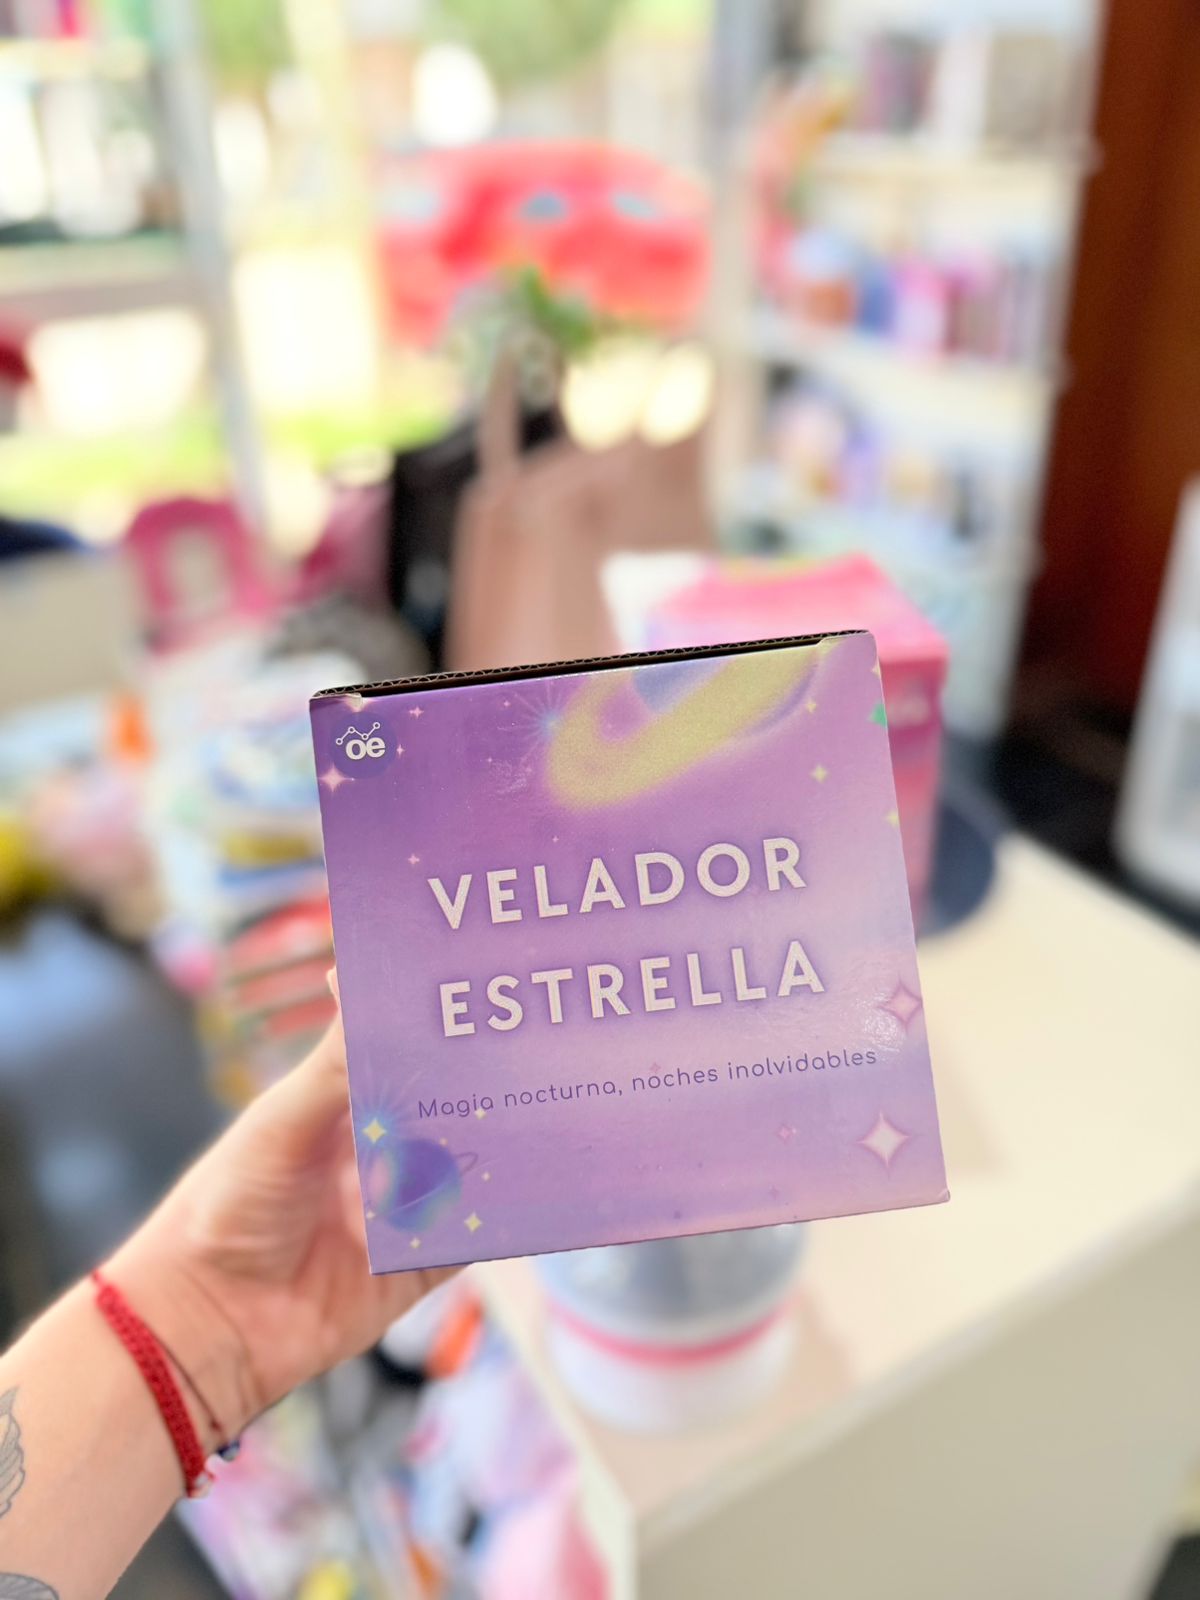 oe
VELADOR
ESTRELLA
Magia nocturna, noches inolvidables